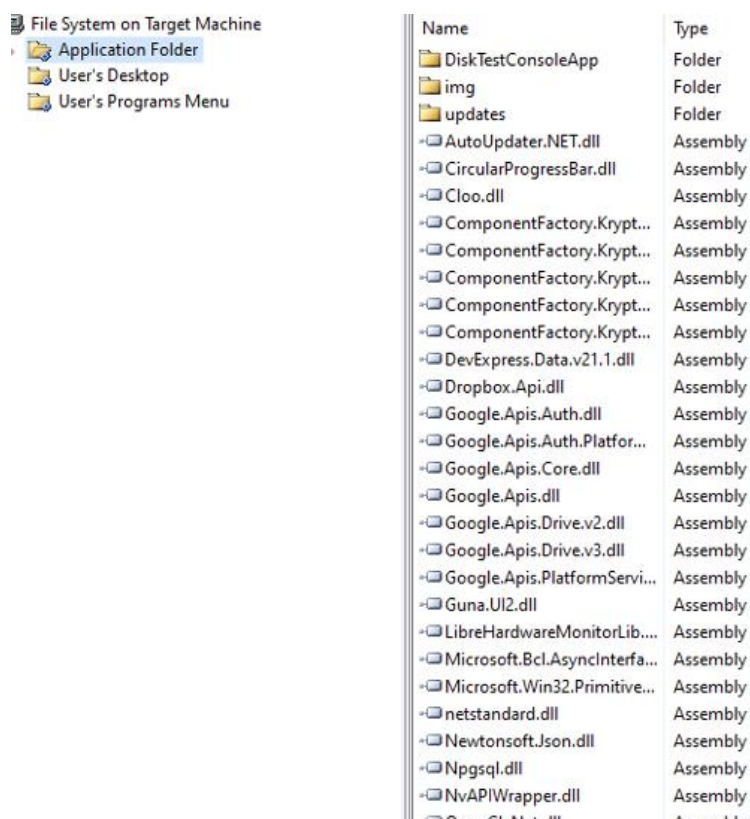 File System on Target Machine
Application Folder
User's Desktop
User's Programs Menu
Name Type
DiskTestConsoleApp Folder
img Folder
updates Folder
AutoUpdater.NET.dll Assembly
CircularProgressBar.dll Assembly
Cloo.dll Assembly
ComponentFactory.Krypt... Assembly
ComponentFactory.Krypt... Assembly
ComponentFactory.Krypt... Assembly
ComponentFactory.Krypt... Assembly
ComponentFactory.Krypt... Assembly
DevExpress.Data.v21.1.dll Assembly
Dropbox.Api.dll Assembly
Google.Apis.Auth.dll Assembly
Google.Apis.Auth.Platfor... Assembly
Google.Apis.Core.dll Assembly
Google.Apis.dll Assembly
Google.Apis.Drive.v2.dll Assembly
Google.Apis.Drive.v3.dll Assembly
Google.Apis.PlatformServi... Assembly
Guna.UI2.dll Assembly
LibreHardwareMonitorLib.... Assembly
Microsoft.Bcl.AsyncInterfa... Assembly
Microsoft.Win32.Primitive... Assembly
netstandard.dll Assembly
Newtonsoft.Json.dll Assembly
Npgsql.dll Assembly
NvAPIWrapper.dll Assembly